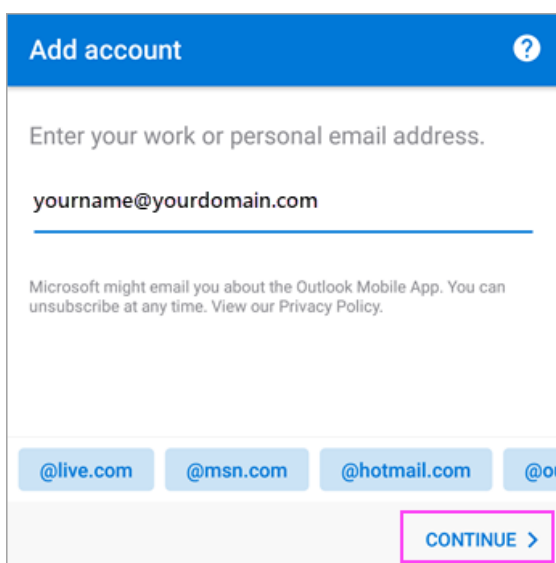 Add account
?
Enter your work or personal email address.
yourname@yourdomain.com
Microsoft might email you about the Outlook Mobile App. You can
unsubscribe at any time. View our Privacy Policy.
@live.com @msn.com @hotmail.com
CONTINUE >